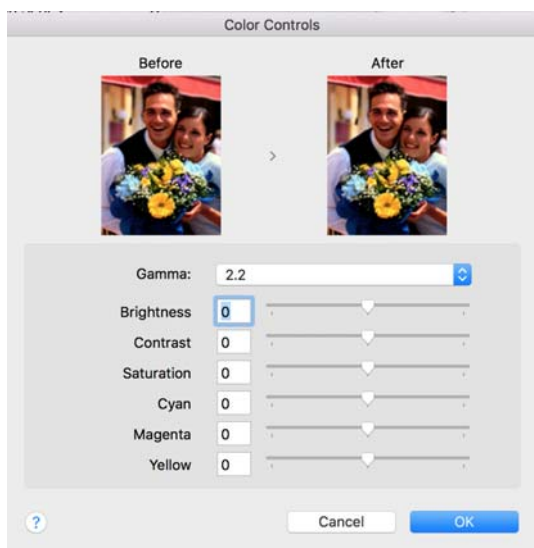 Color Controls
Before After
>
Gamma: 2.2
Brightness 0
Contrast 0
Saturation 0
Cyan 0
Magenta 0
Yellow 0
? Cancel OK